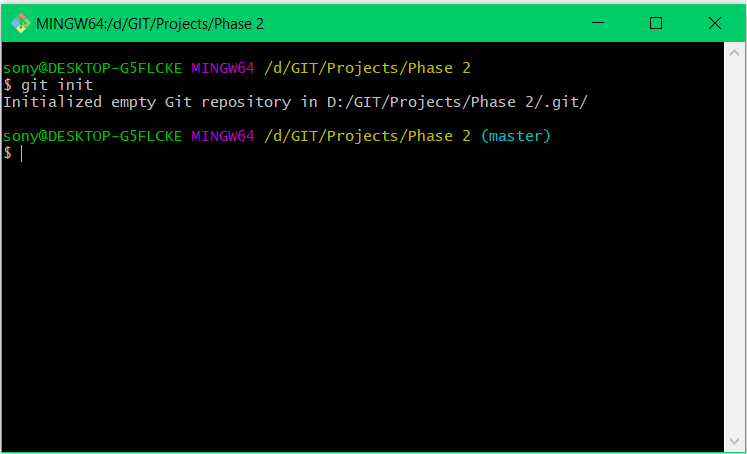 MINGW64:/d/GIT/Projects/Phase 2
sony@DESKTOP-G5FLCKE MINGW64 /d/GIT/Projects/Phase 2
$ git init
Initialized empty Git repository in D:/GIT/Projects/Phase 2/.git/
sony@DESKTOP-G5FLCKE MINGW64 /d/GIT/Projects/Phase 2 (master)
$